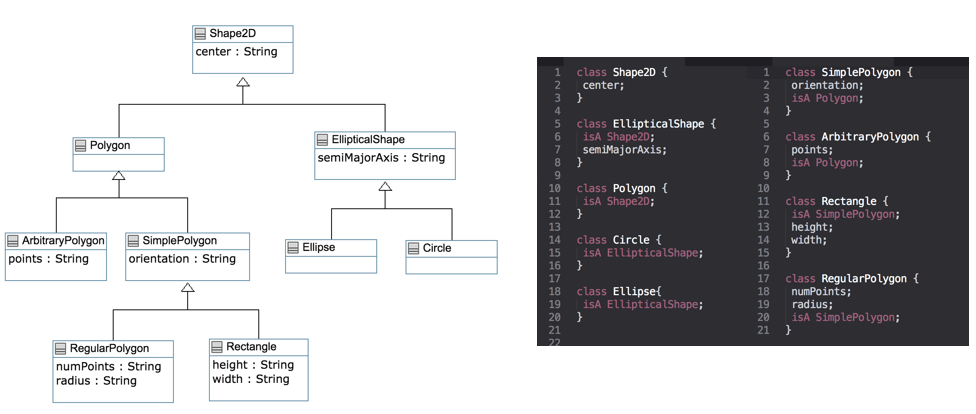 Shape2D
center : String
Polygon
EllipticalShape
semiMajorAxis : String
ArbitraryPolygon
points : String
SimplePolygon
orientation : String
Ellipse
Circle
RegularPolygon
numPoints : String
radius : String
Rectangle
height : String
width : String
1 class Shape2D {
2 center;
3 }
4
5 class EllipticalShape {
6 isA Shape2D;
7 semiMajorAxis;
8 }
9
10 class Polygon {
11 isA Shape2D;
12 }
13
14 class Circle {
15 isA EllipticalShape;
16 }
17
18 class Ellipse{
19 isA EllipticalShape;
20 }
21
22
1 class SimplePolygon {
2 orientation;
3 isA Polygon;
4 }
5
6 class ArbitraryPolygon {
7 points;
8 isA Polygon;
9 }
10
11 class Rectangle {
12 isA SimplePolygon;
13 height;
14 width;
15 }
16
17 class RegularPolygon {
18 numPoints;
19 radius;
20 isA SimplePolygon;
21 }